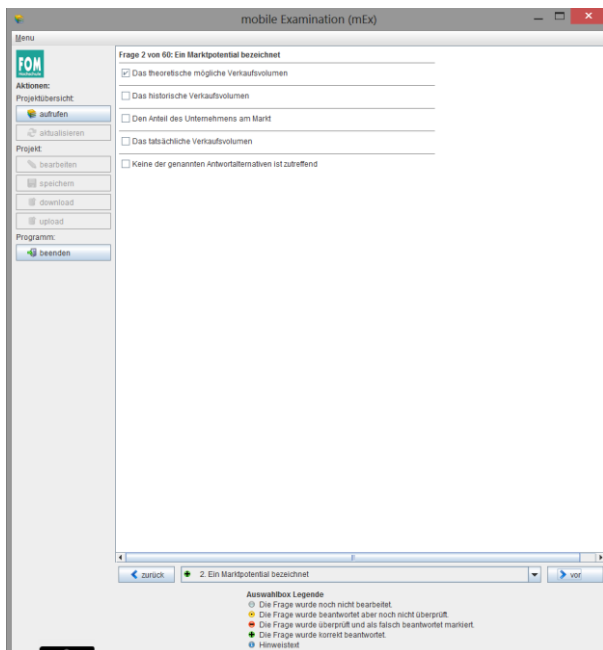 mobile Examination (mEx)
Menu
FOM
Hochschule
Aktionen:
Projektübersicht:
aufrufen
aktualisieren
Projekt:
bearbeiten
speichern
download
upload
Programm:
beenden
Frage 2 von 60: Ein Marktpotential bezeichnet
Das theoretische mögliche Verkaufsvolumen
Das historische Verkaufsvolumen
Den Anteil des Unternehmens am Markt
Das tatsächliche Verkaufsvolumen
Keine der genannten Antwortalternativen ist zutreffend
zurück
2. Ein Marktpotential bezeichnet
vor
Auswahlbox Legende
Die Frage wurde noch nicht bearbeitet.
Die Frage wurde beantwortet aber noch nicht überprüft.
Die Frage wurde überprüft und als falsch beantwortet markiert.
Die Frage wurde korrekt beantwortet.
Hinweistext